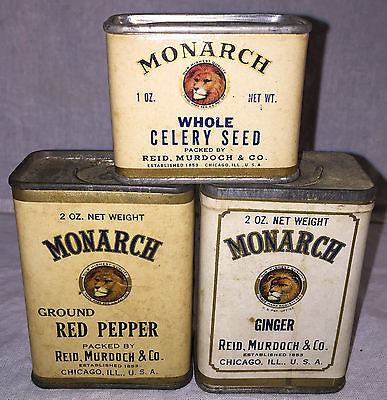 MONARCH
1 OZ. NET WT.
WHOLE
CELERY SEED
PACKED BY
REID, MURDOCH & CO.
ESTABLISHED 1853 CHICAGO, ILL., U.S.A.
2 OZ. NET WEIGHT
MONARCH
GROUND
RED PEPPER
PACKED BY
REID, MURDOCH & CO.
ESTABLISHED 1853
CHICAGO, ILL., U. S. A.
2 OZ. NET WEIGHT
MONARCH
GINGER
REID, MURDOCH & CO.
ESTABLISHED 1853
CHICAGO, ILL., U. S. A.